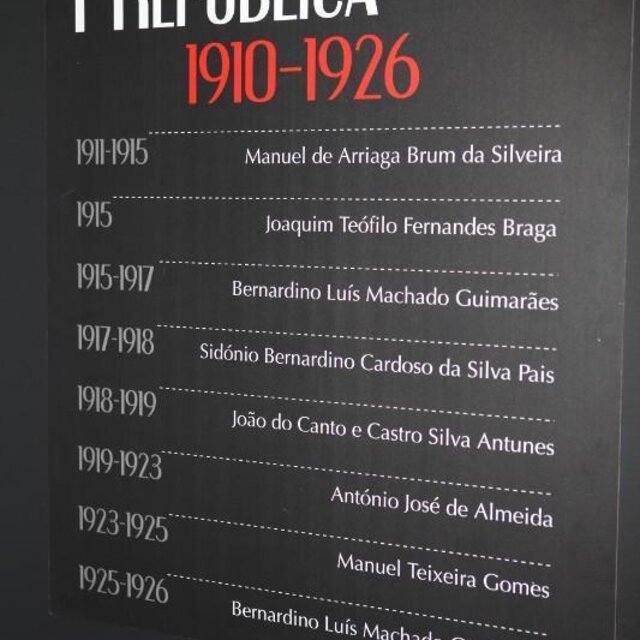 REPÚBLICA
1910-1926
1911-1915 Manuel de Arriaga Brum da Silveira
1915 Joaquim Teófilo Fernandes Braga
1915-1917 Bernardino Luís Machado Guimarães
1917-1918 Sidónio Bernardino Cardoso da Silva Pais
1918-1919 João do Canto e Castro Silva Antunes
1919-1923 António José de Almeida
1923-1925 Manuel Teixeira Gomes
1925-1926 Bernardino Luís Machado